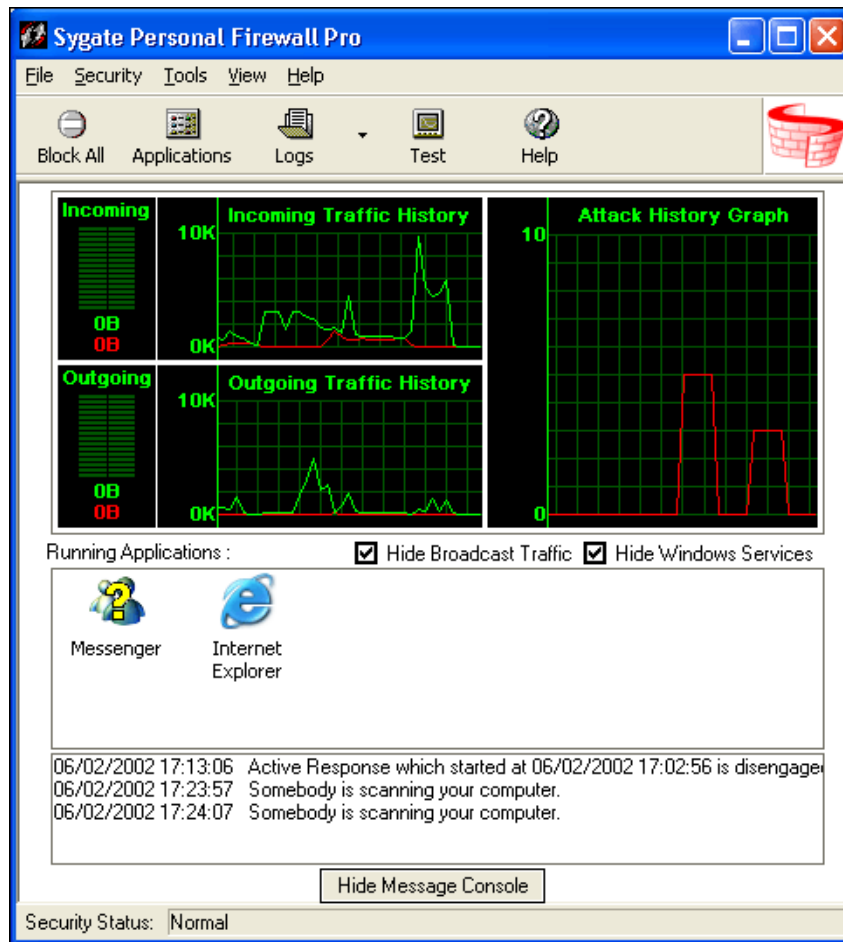 Sygate Personal Firewall Pro
File Security Tools View Help
Block All Applications Logs Test Help
Incoming
0B
0B
Incoming Traffic History
10K
0K
Attack History Graph
10
0
Outgoing
0B
0B
Outgoing Traffic History
10K
0K
Running Applications : Hide Broadcast Traffic Hide Windows Services
Messenger
Internet
Explorer
06/02/2002 17:13:06 Active Response which started at 06/02/2002 17:02:56 is disengaged
06/02/2002 17:23:57 Somebody is scanning your computer.
06/02/2002 17:24:07 Somebody is scanning your computer.
Hide Message Console
Security Status: Normal